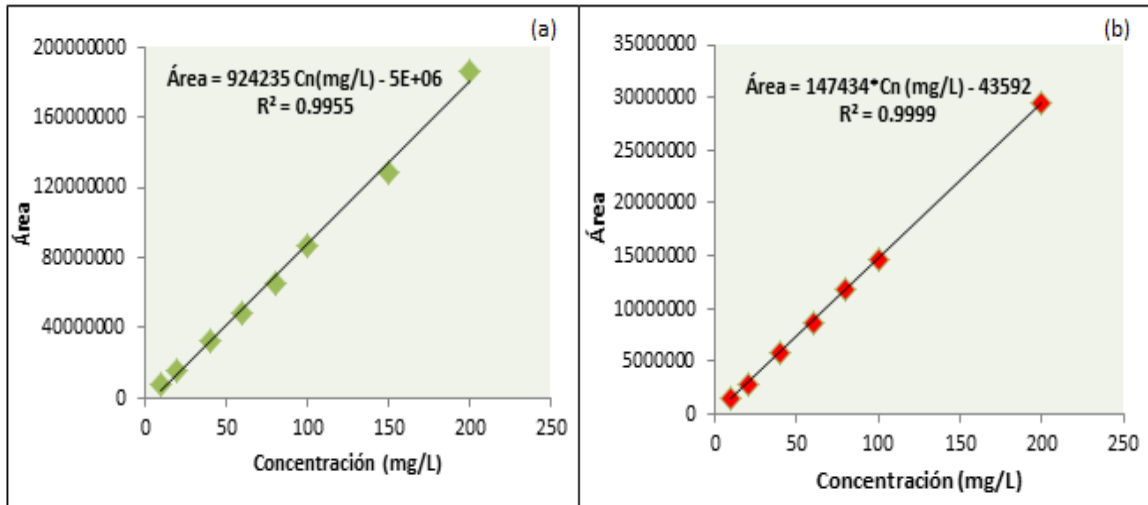 (a)
Área = 924235 Cn(mg/L) - 5E+06
R² = 0.9955
200000000
160000000
120000000
80000000
40000000
0
Área
0 50 100 150 200 250
Concentración (mg/L)
(b)
Área = 147434*Cn (mg/L) - 43592
R² = 0.9999
35000000
30000000
25000000
20000000
15000000
10000000
5000000
0
Área
0 50 100 150 200 250
Concentración (mg/L)